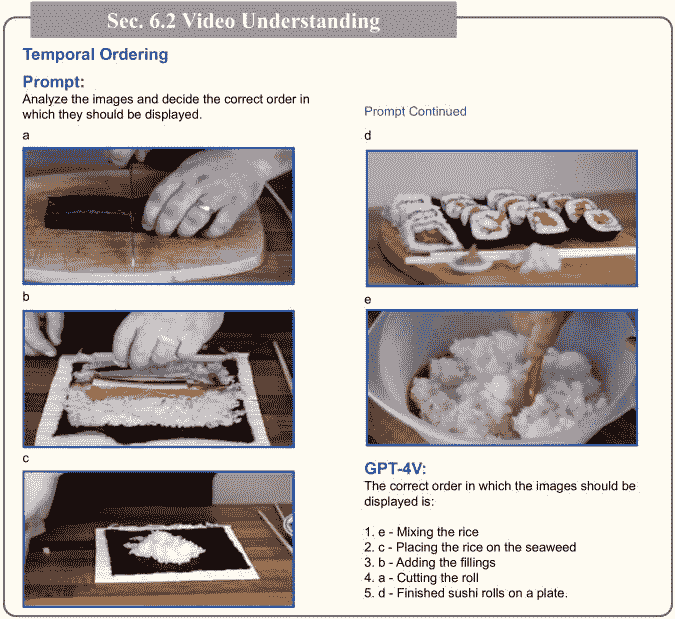 Sec. 6.2 Video Understanding
Temporal Ordering
Prompt:
Analyze the images and decide the correct order in
which they should be displayed.
a
b
c
Prompt Continued
d
e
GPT-4V:
The correct order in which the images should be
displayed is:
1. e - Mixing the rice
2. c - Placing the rice on the seaweed
3. b - Adding the fillings
4. a - Cutting the roll
5. d - Finished sushi rolls on a plate.